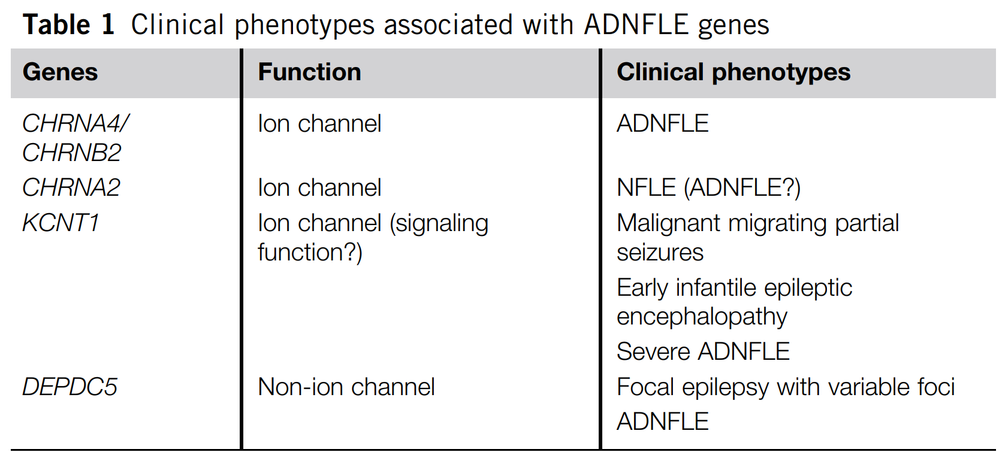 Table 1 Clinical phenotypes associated with ADNFLE genes
Genes Function Clinical phenotypes
CHRNA4/ Ion channel ADNFLE
CHRNB2
CHRNA2 Ion channel NFLE (ADNFLE?)
KCNT1 Ion channel (signaling Malignant migrating partial
function?) seizures
Early infantile epileptic
encephalopathy
Severe ADNFLE
DEPDC5 Non-ion channel Focal epilepsy with variable foci
ADNFLE